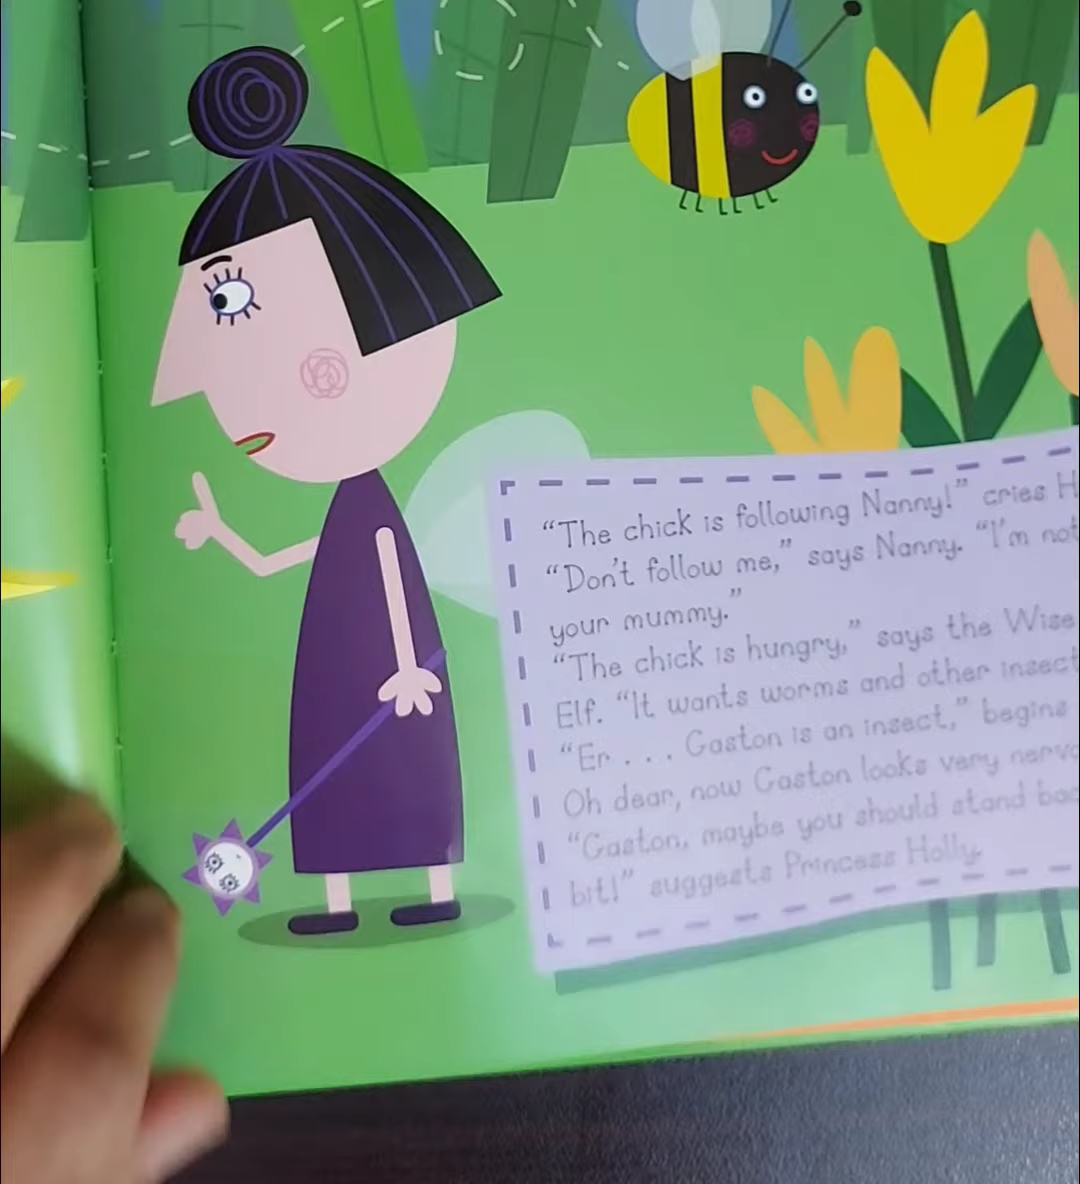 “The chick is following Nanny!” cries H
“Don't follow me,” says Nanny. “I'm not
your mummy.”
“The chick is hungry,” says the Wise
Elf. “It wants worms and other insect
“Er . . . Gaston is an insect,” begins
Oh dear, now Gaston looks very nervo
“Gaston, maybe you should stand bac
bit!” suggests Princess Holly.